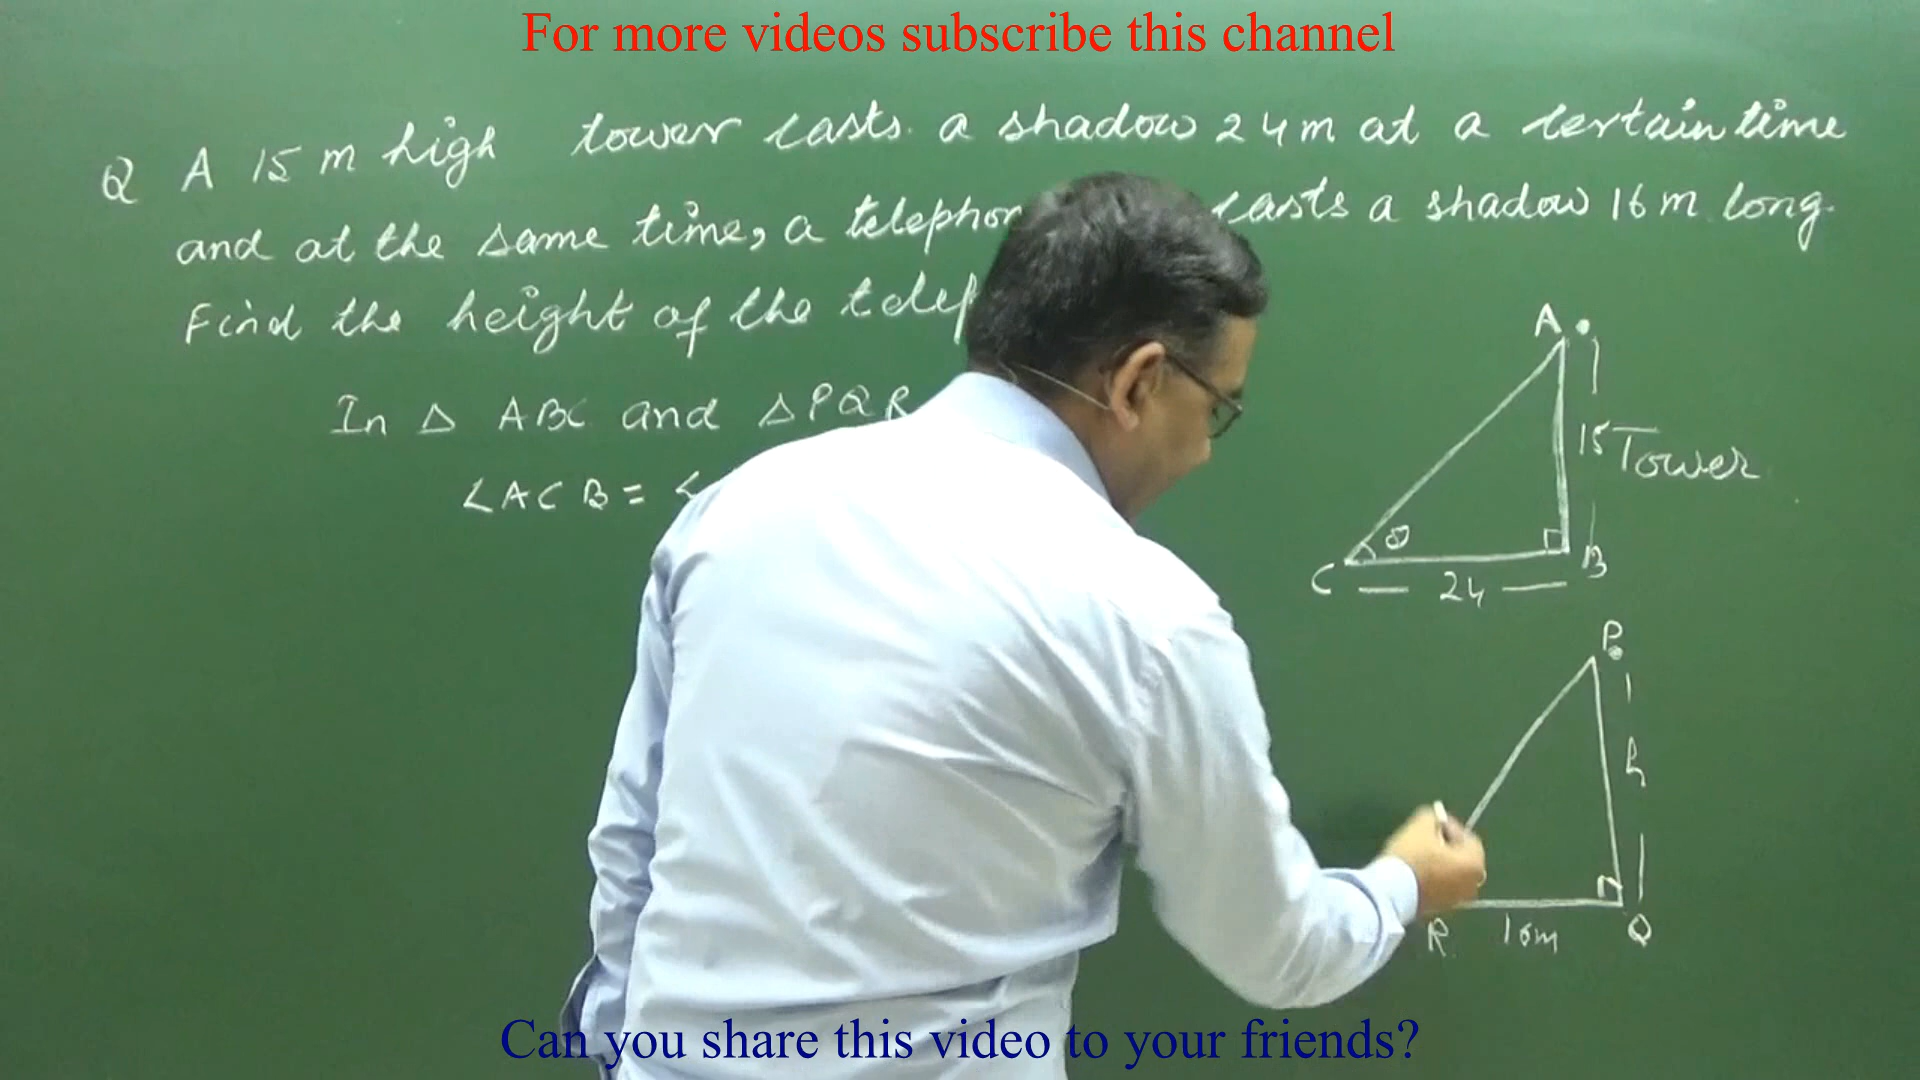 For more videos subscribe this channel
Q A 15 m high tower casts a shadow 24 m at a certain time
and at the same time, a telephon casts a shadow 16 m long.
Find the height of the telep
In △ ABC and △ PQR
∠ACB = ∠
A
15 Tower
θ
C 24 B
P
h
R 16m Q
Can you share this video to your friends?